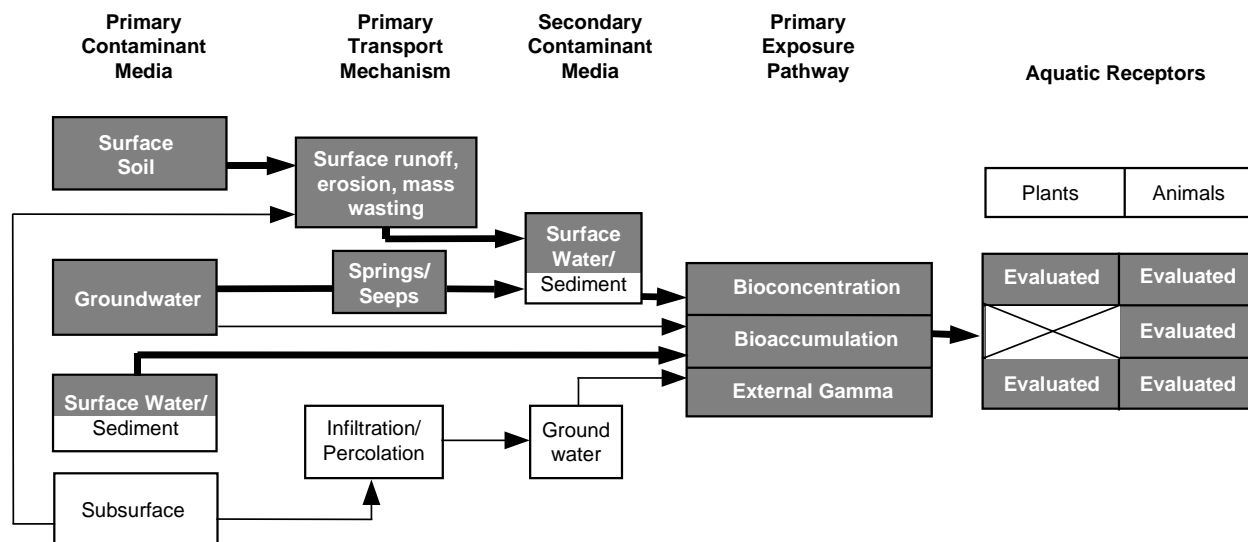 Primary
Contaminant
Media
Primary
Transport
Mechanism
Secondary
Contaminant
Media
Primary
Exposure
Pathway
Aquatic Receptors
Surface
Soil
Surface runoff,
erosion, mass
wasting
Plants
Animals
Surface
Water/
Sediment
Groundwater
Springs/
Seeps
Bioconcentration
Bioaccumulation
External Gamma
Evaluated
Evaluated
Evaluated
Evaluated
Evaluated
Surface Water/
Sediment
Infiltration/
Percolation
Ground
water
Subsurface